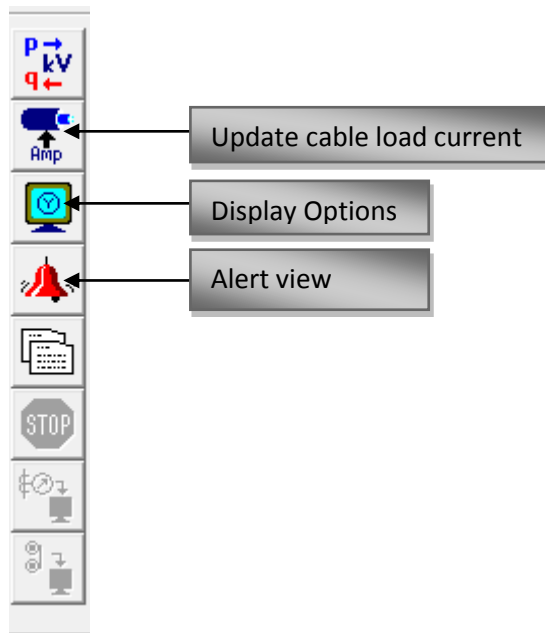 p
kV
q
Amp
Update cable load current
Y
Display Options
Alert view
STOP